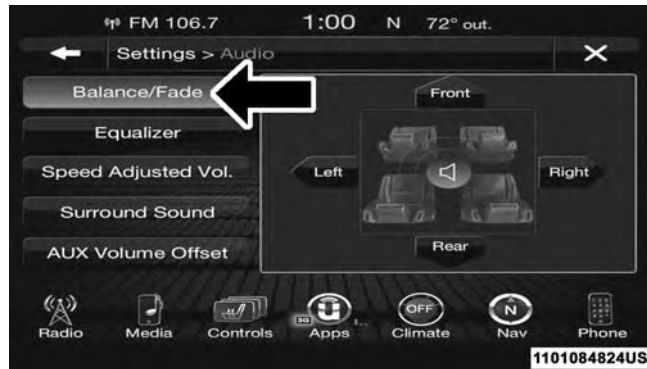 FM 106.7 1:00 N 72° out.
Settings > Audio
Balance/Fade
Equalizer
Speed Adjusted Vol.
Surround Sound
AUX Volume Offset
Front
Left Right
Rear
OFF N
3G
Radio Media Controls Apps Climate Nav Phone
1101084824US